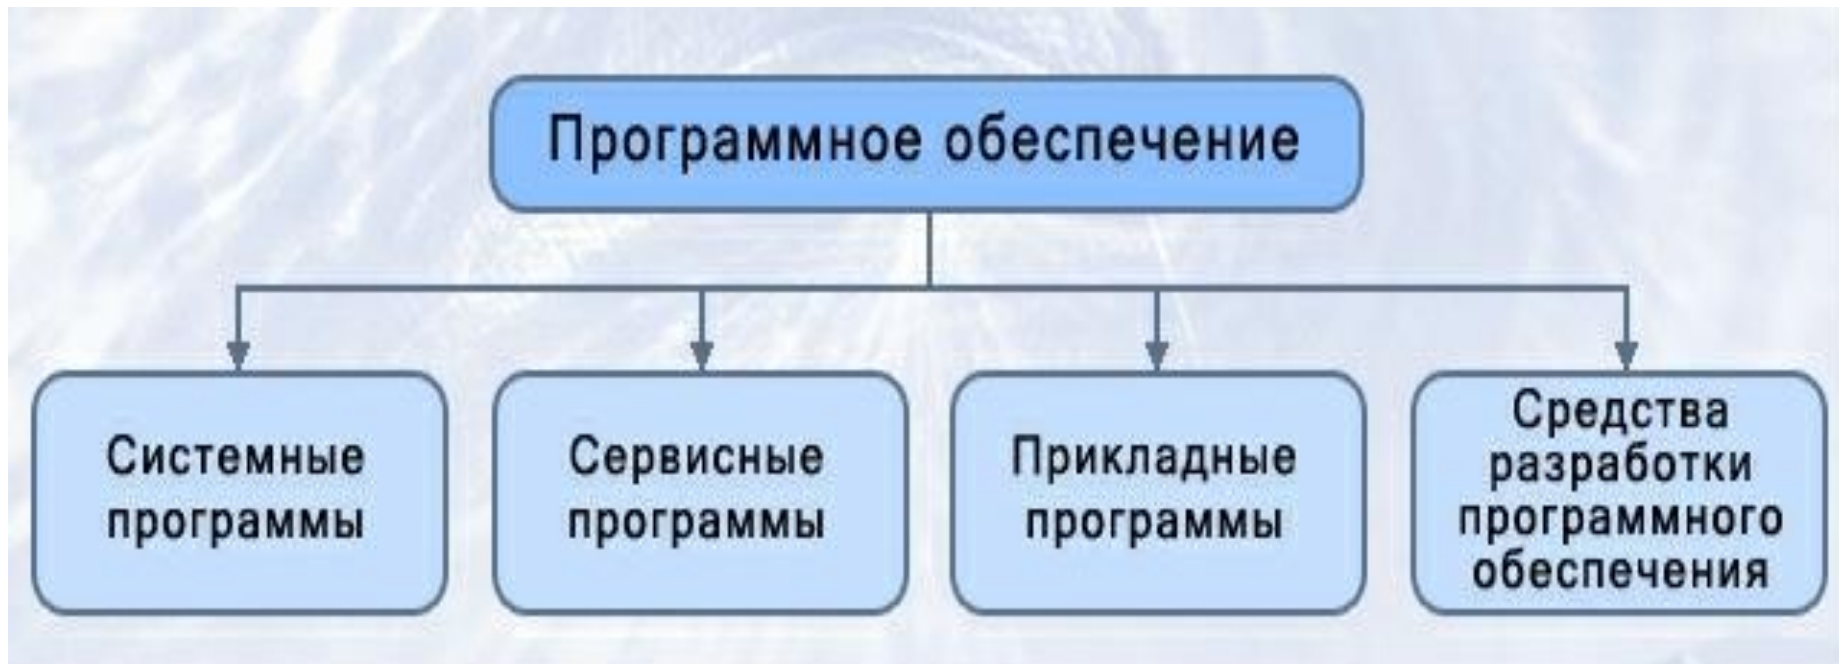 Программное обеспечение
Системные
программы
Сервисные
программы
Прикладные
программы
Средства
разработки
программного
обеспечения